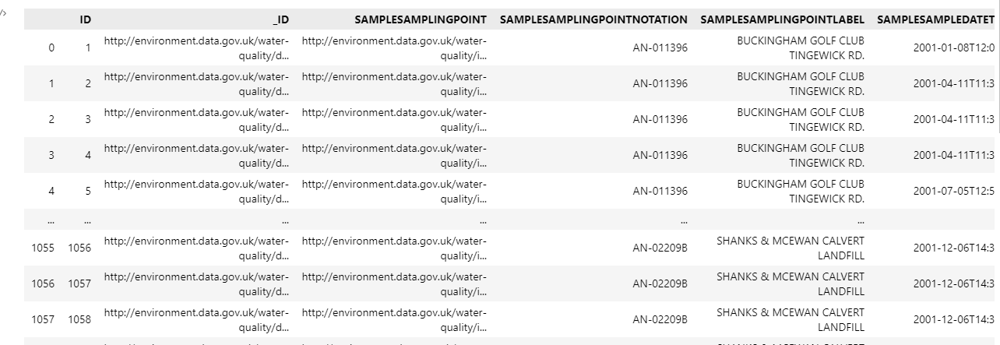 ID _ID SAMPLESAMPLINGPOINT SAMPLESAMPLINGPOINTNOTATION SAMPLESAMPLINGPOINTLABEL SAMPLESAMPLEDATET
0 1 http://environment.data.gov.uk/water-quality/d... http://environment.data.gov.uk/water-quality/i... AN-011396 BUCKINGHAM GOLF CLUB TINGEWICK RD. 2001-01-08T12:0
1 2 http://environment.data.gov.uk/water-quality/d... http://environment.data.gov.uk/water-quality/i... AN-011396 BUCKINGHAM GOLF CLUB TINGEWICK RD. 2001-04-11T11:3
2 3 http://environment.data.gov.uk/water-quality/d... http://environment.data.gov.uk/water-quality/i... AN-011396 BUCKINGHAM GOLF CLUB TINGEWICK RD. 2001-04-11T11:3
3 4 http://environment.data.gov.uk/water-quality/d... http://environment.data.gov.uk/water-quality/i... AN-011396 BUCKINGHAM GOLF CLUB TINGEWICK RD. 2001-04-11T11:3
4 5 http://environment.data.gov.uk/water-quality/d... http://environment.data.gov.uk/water-quality/i... AN-011396 BUCKINGHAM GOLF CLUB TINGEWICK RD. 2001-07-05T12:5
... ... ... ... ... ...
1055 1056 http://environment.data.gov.uk/water-quality/d... http://environment.data.gov.uk/water-quality/i... AN-02209B SHANKS & MCEWAN CALVERT LANDFILL 2001-12-06T14:3
1056 1057 http://environment.data.gov.uk/water-quality/d... http://environment.data.gov.uk/water-quality/i... AN-02209B SHANKS & MCEWAN CALVERT LANDFILL 2001-12-06T14:3
1057 1058 http://environment.data.gov.uk/water-quality/d... http://environment.data.gov.uk/water-quality/i... AN-02209B SHANKS & MCEWAN CALVERT LANDFILL 2001-12-06T14:3